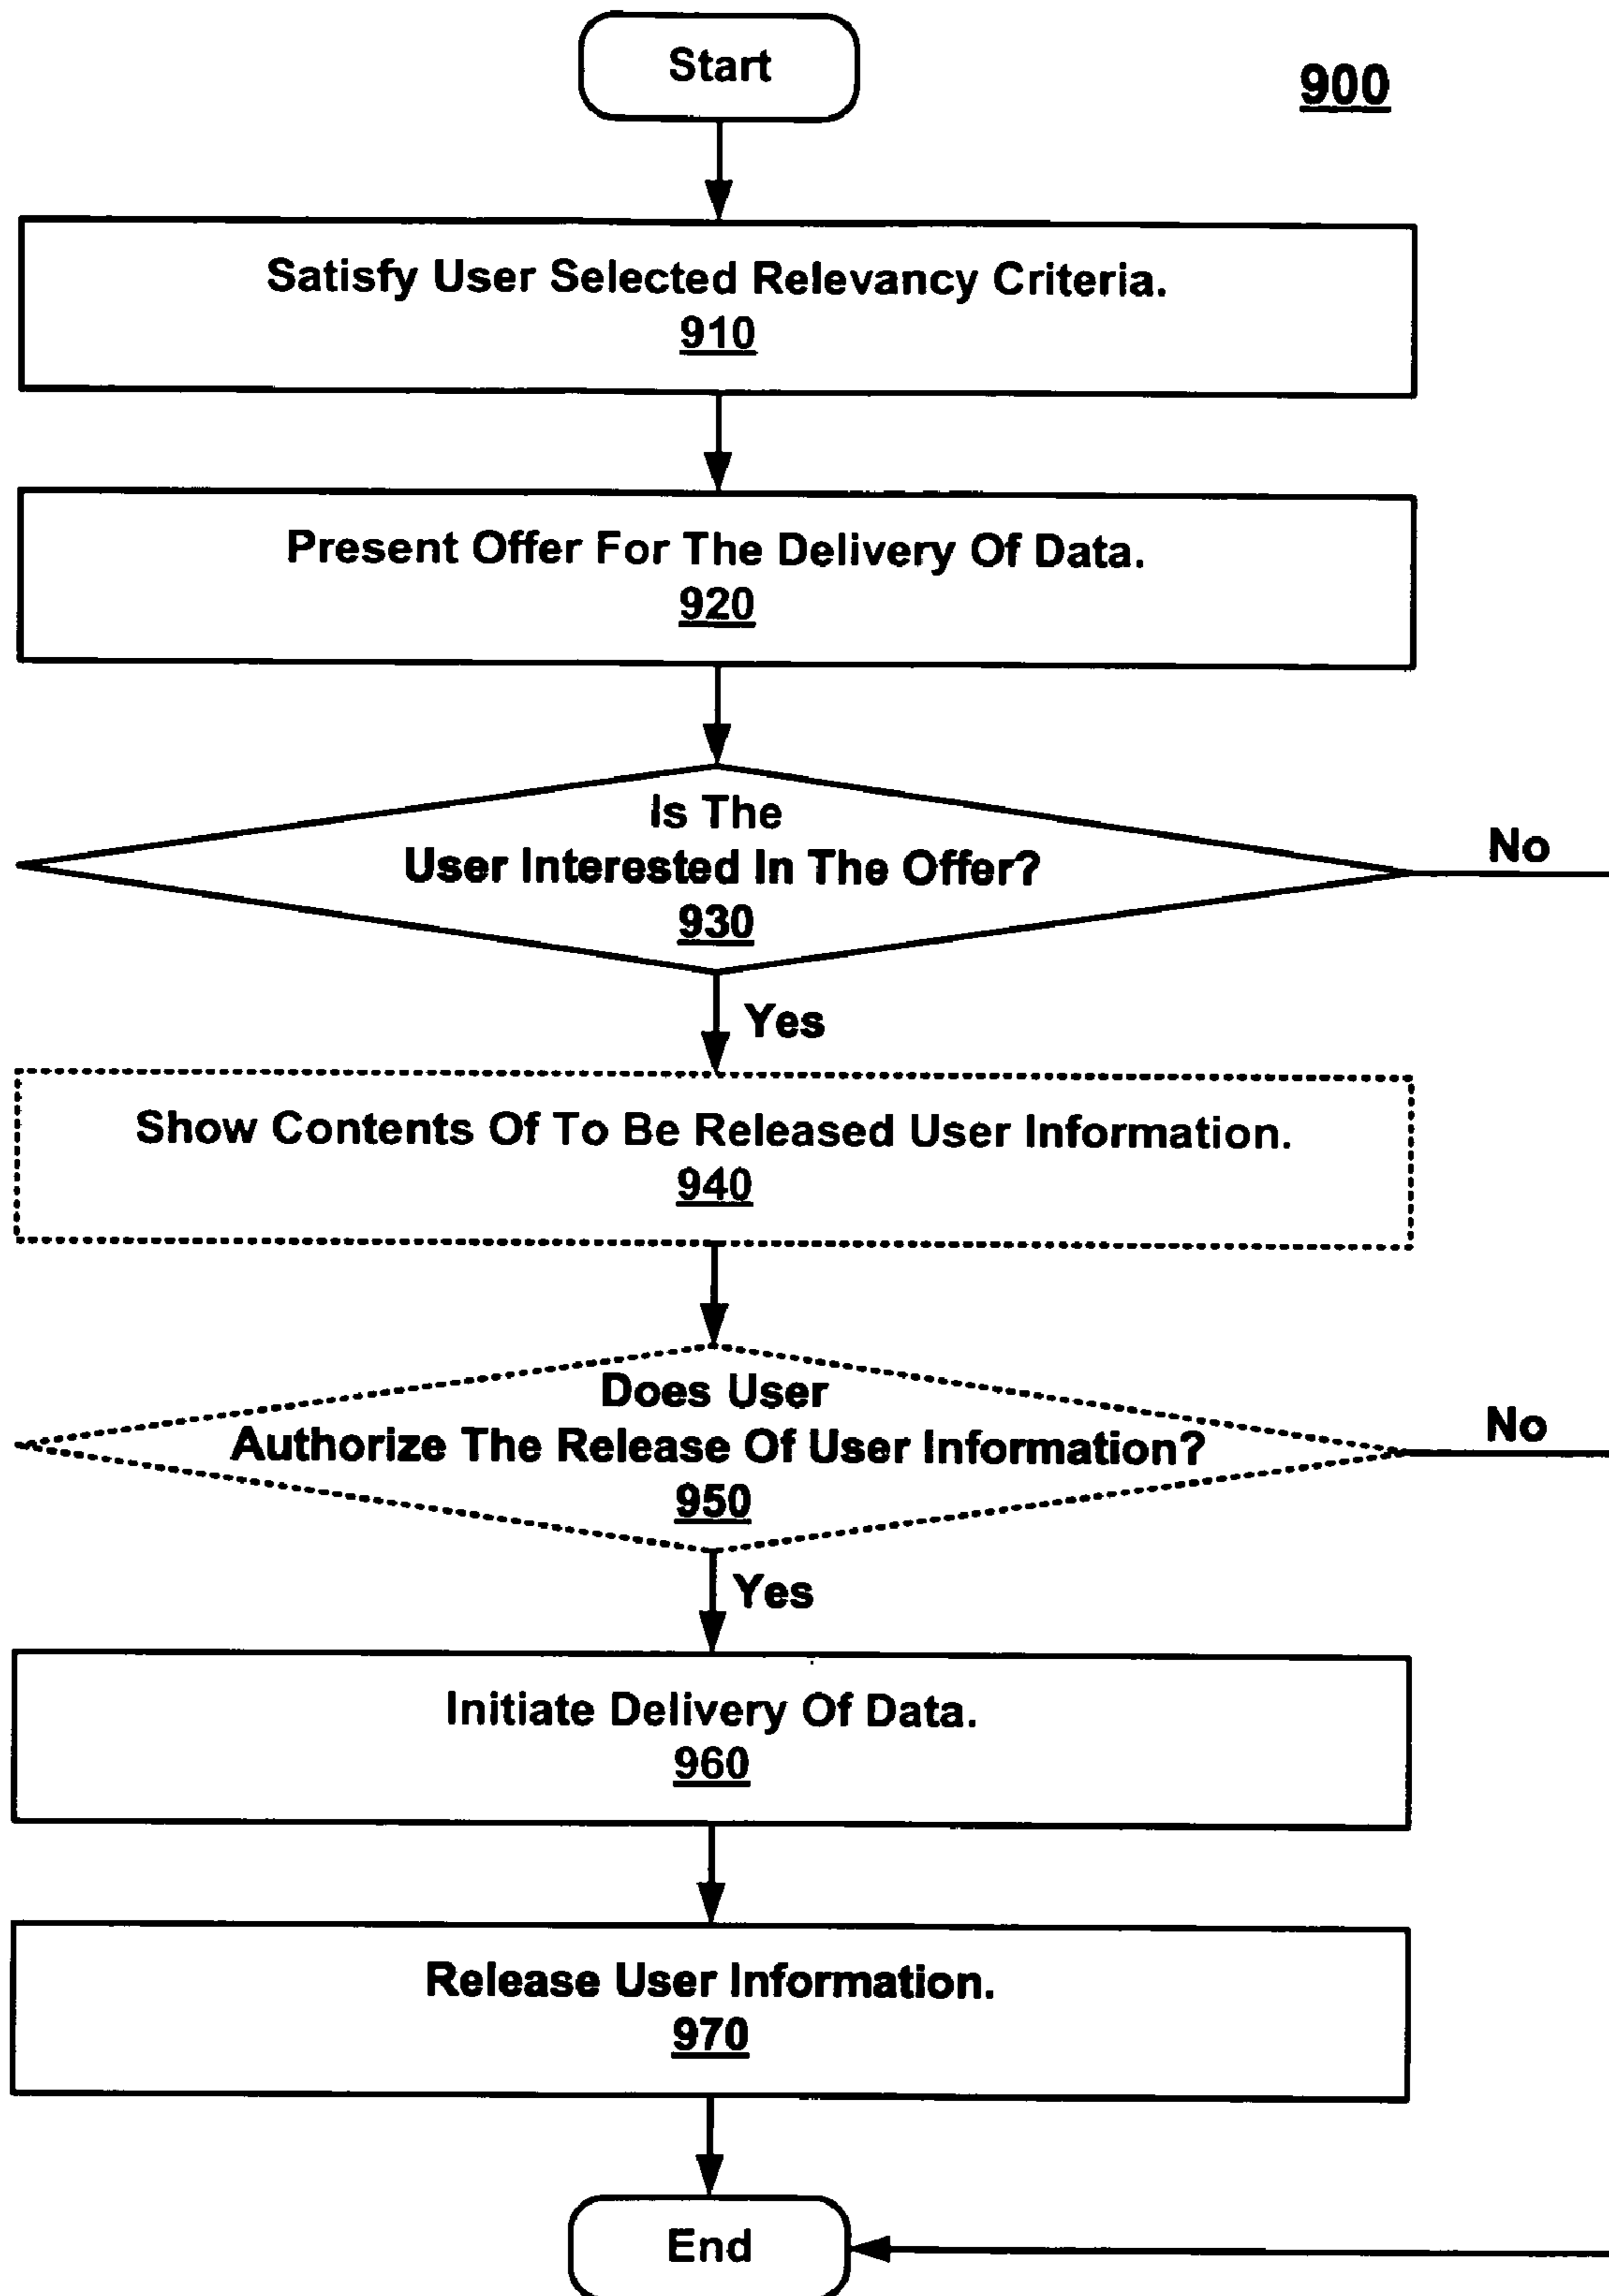 Start
900
Satisfy User Selected Relevancy Criteria.
910
Present Offer For The Delivery Of Data.
920
Is The
User Interested In The Offer?
930
No
Yes
Show Contents Of To Be Released User Information.
940
Does User
Authorize The Release Of User Information?
950
No
Yes
Initiate Delivery Of Data.
960
Release User Information.
970
End